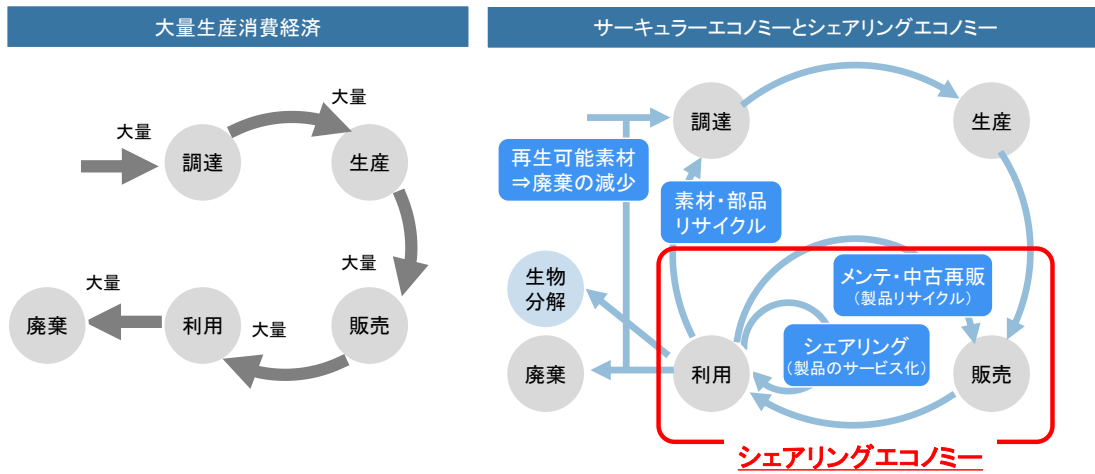 大量生産消費経済
大量
大量
調達
生産
大量
大量
廃棄
利用
大量
販売
サーキュラーエコノミーとシェアリングエコノミー
調達
生産
再生可能素材
⇒廃棄の減少
素材・部品
リサイクル
生物
分解
メンテ・中古再販
（製品リサイクル）
シェアリング
（製品のサービス化）
廃棄
利用
販売
シェアリングエコノミー